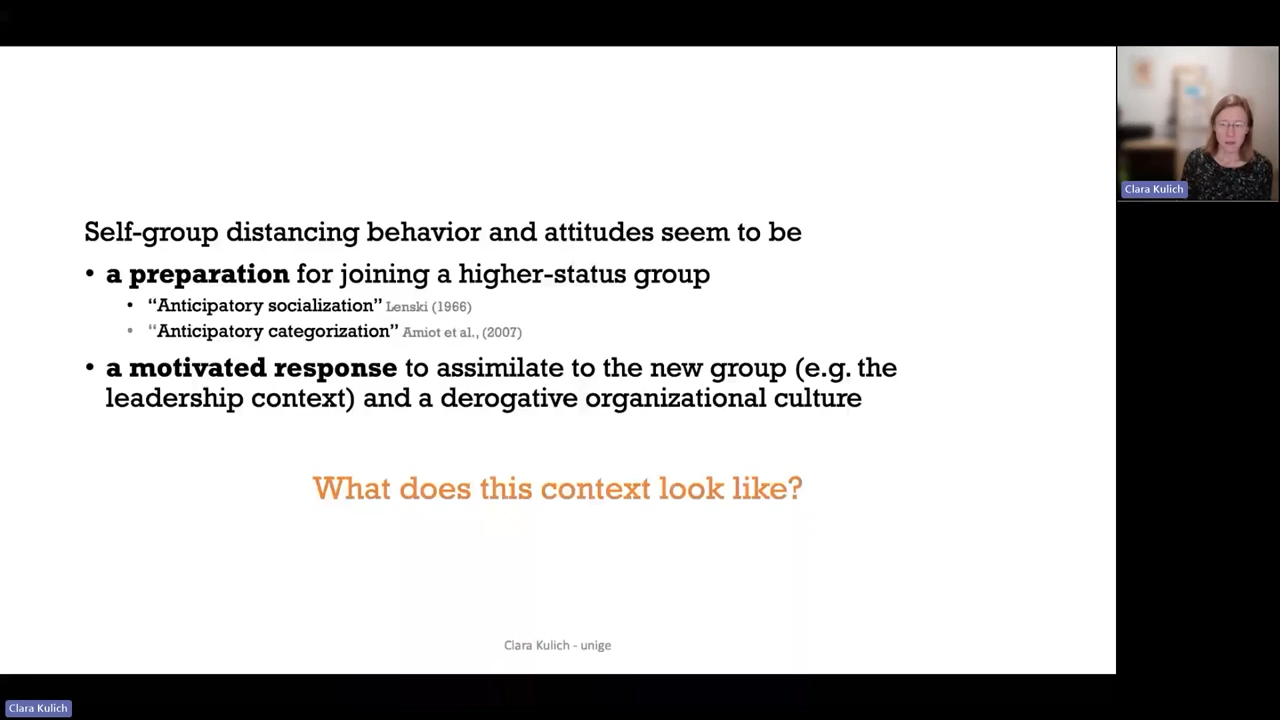 Self-group distancing behavior and attitudes seem to be
• a preparation for joining a higher-status group
• “Anticipatory socialization” Lenski (1966)
• “Anticipatory categorization” Amiot et al., (2007)
• a motivated response to assimilate to the new group (e.g. the
leadership context) and a derogative organizational culture
What does this context look like?
Clara Kulich - unige
Clara Kulich
Clara Kulich